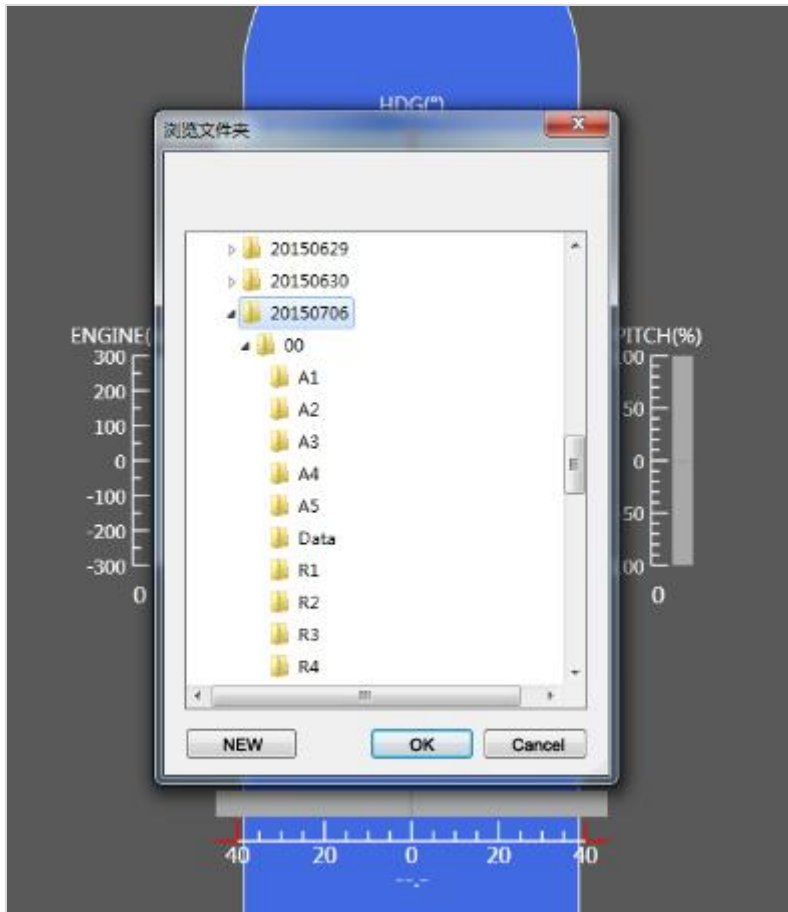 HDG(°)
浏览文件夹
20150629
20150630
20150706
00
A1
A2
A3
A4
A5
Data
R1
R2
R3
R4
NEW
OK
Cancel
ENGINE(
300
200
100
0
-100
-200
-300
0
PITCH(%)
00
50
0
50
00
0
40
20
0
20
40
--.-